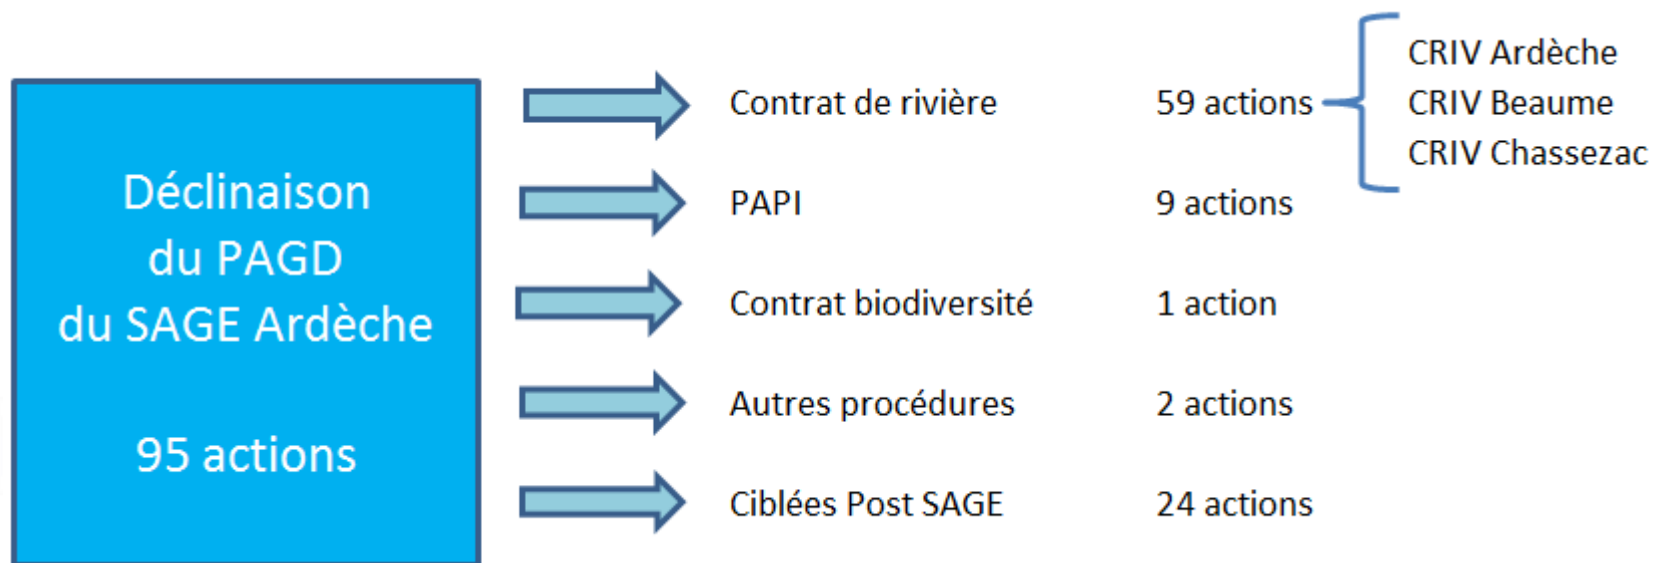 Déclinaison
du PAGD
du SAGE Ardèche
95 actions
Contrat de rivière 59 actions
CRIV Ardèche
CRIV Beaume
CRIV Chassezac
PAPI 9 actions
Contrat biodiversité 1 action
Autres procédures 2 actions
Ciblées Post SAGE 24 actions